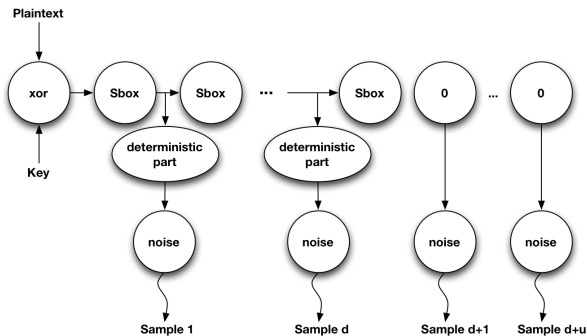 Plaintext
xor
Sbox
Sbox
...
Sbox
0
...
0
deterministic
part
deterministic
part
Key
noise
noise
noise
noise
Sample 1
Sample d
Sample d+1
Sample d+u